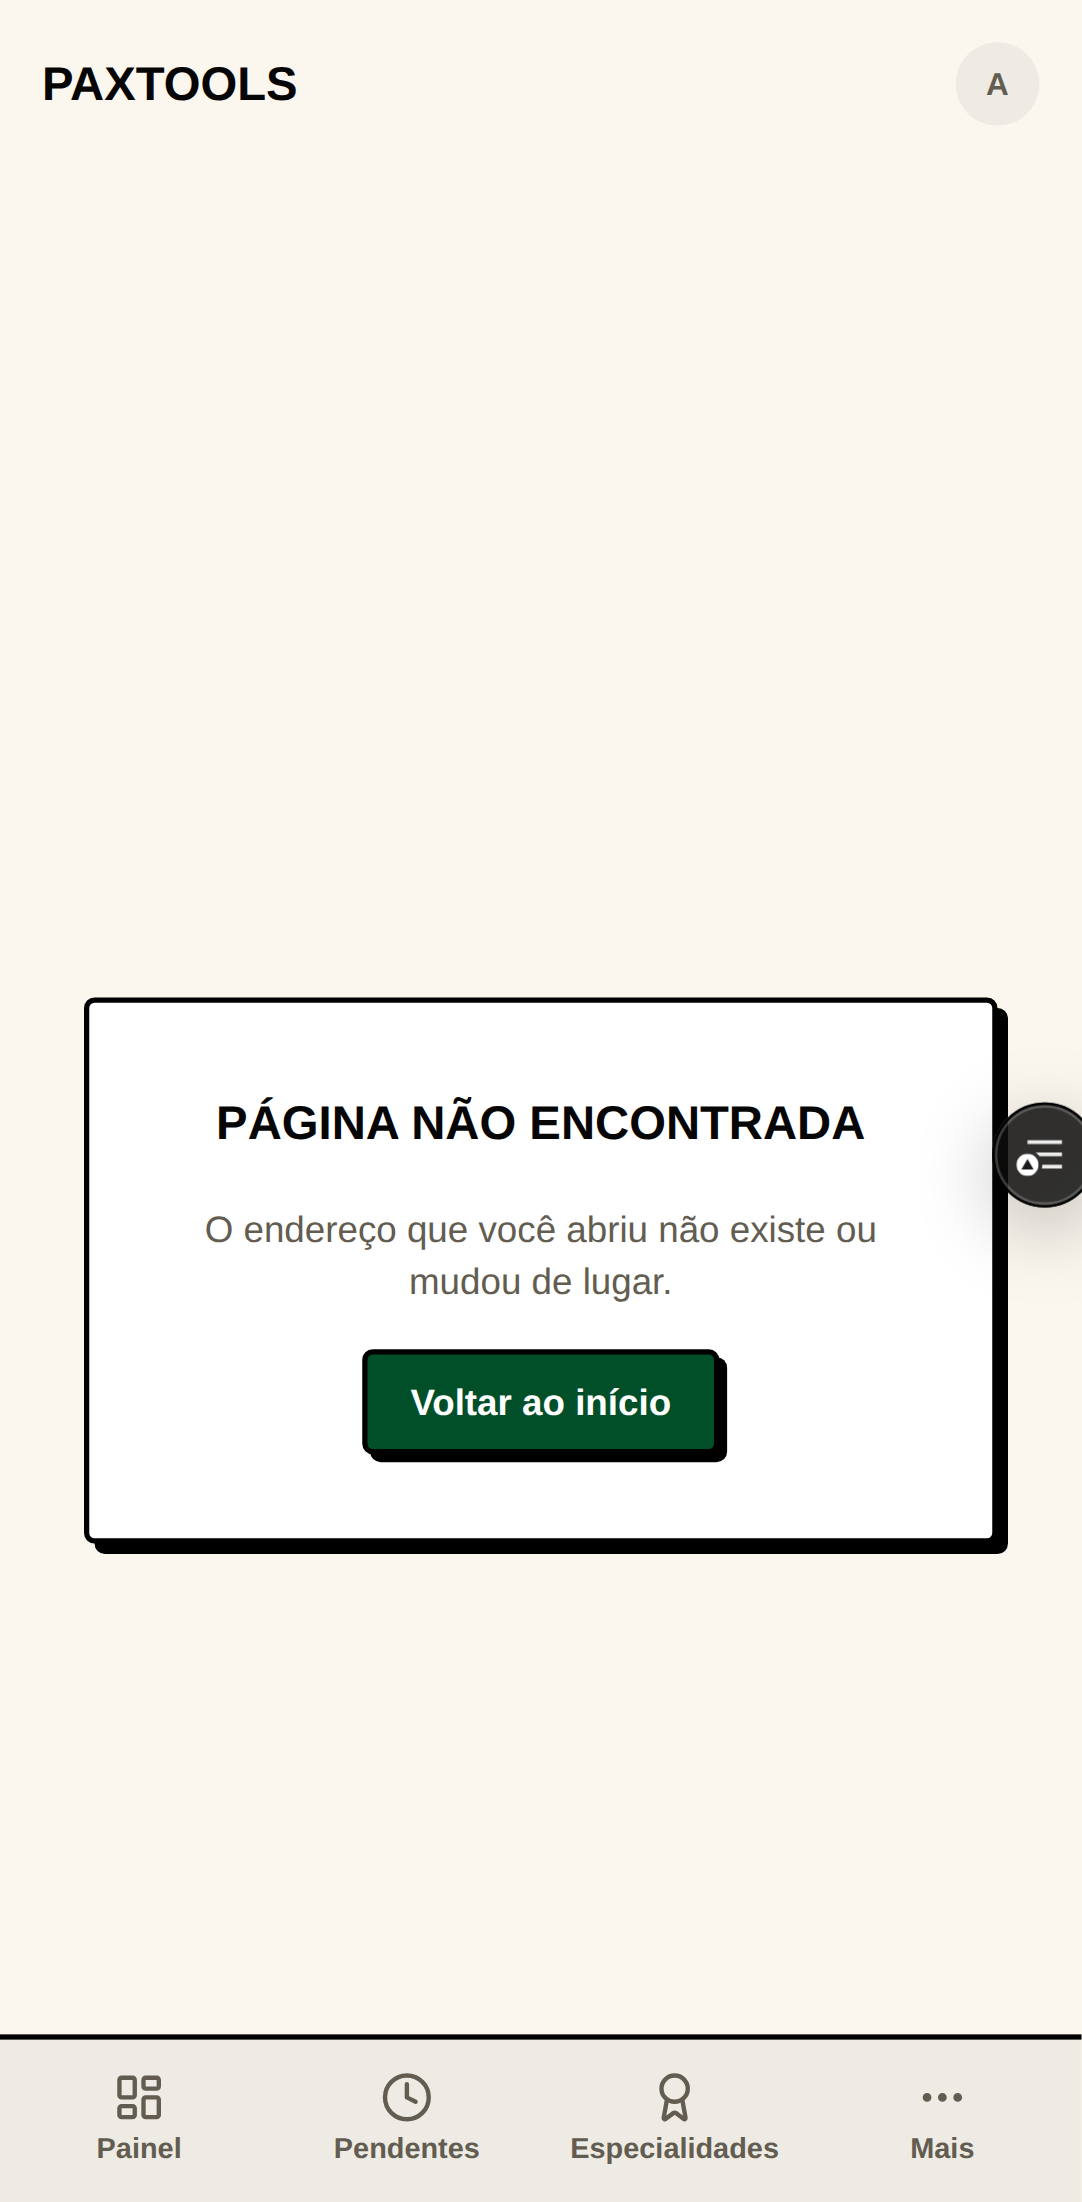 PAXTOOLS
A
PÁGINA NÃO ENCONTRADA
O endereço que você abriu não existe ou
mudou de lugar.
Voltar ao início
Painel
Pendentes
Especialidades
Mais